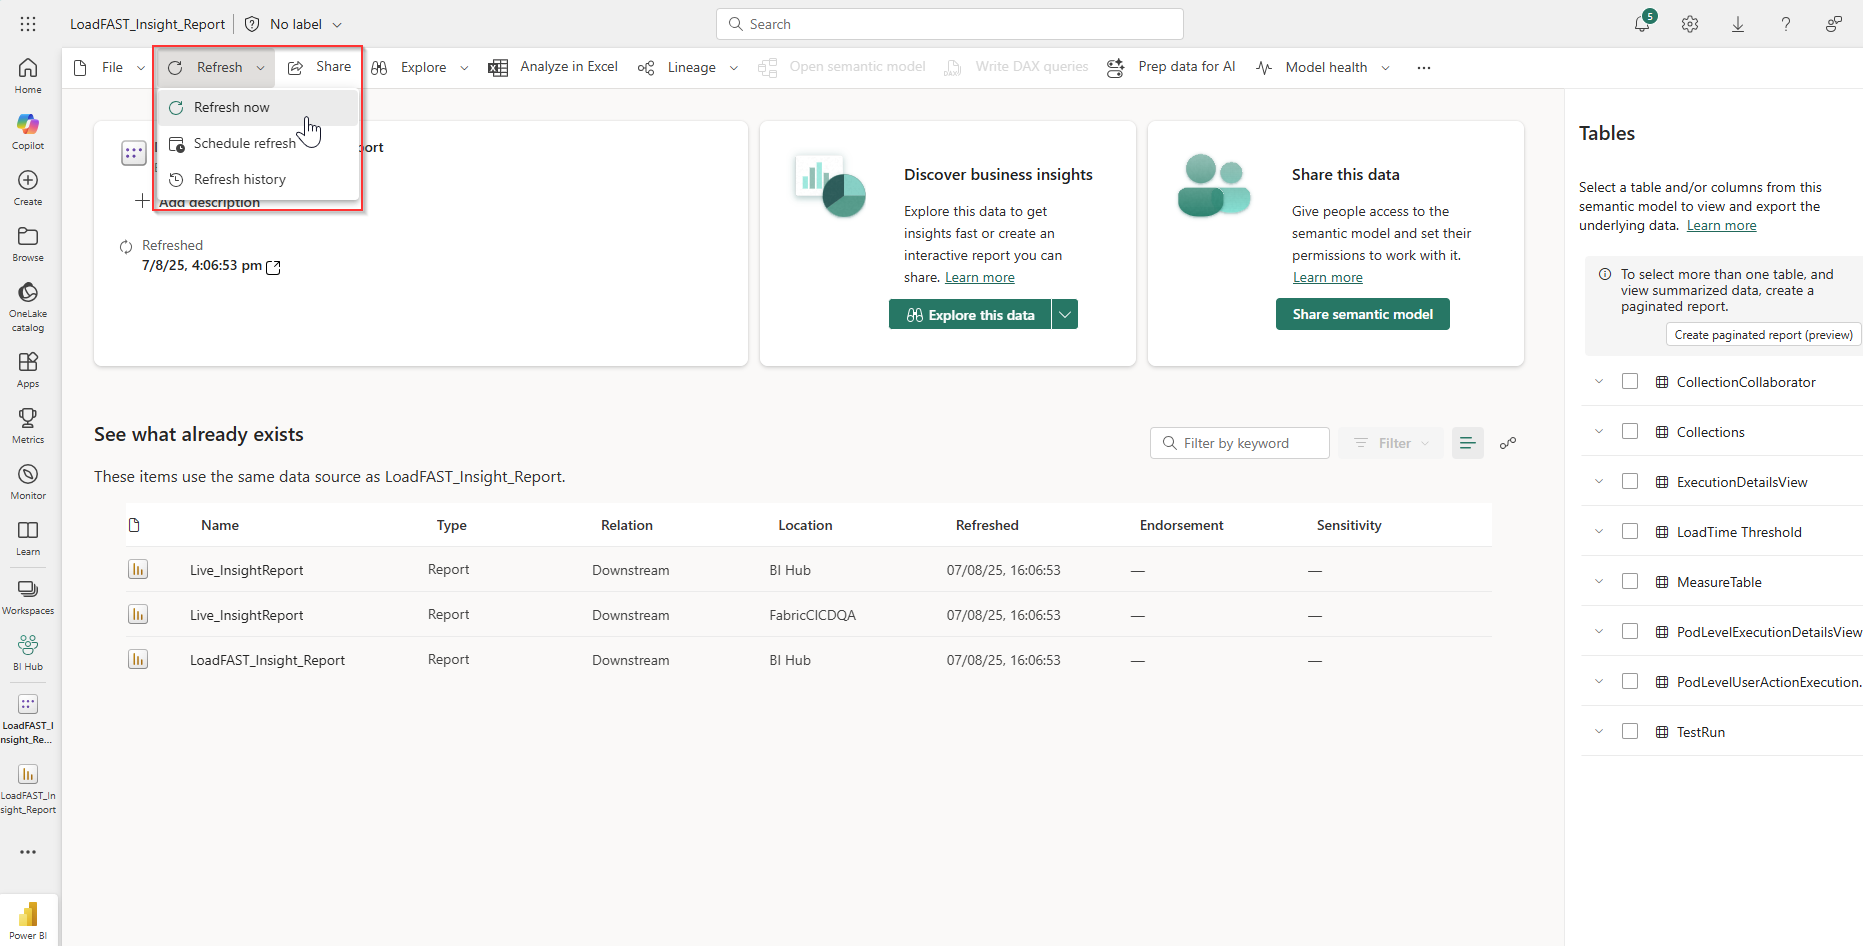 LoadFAST_Insight_Report
No label
Search
5
File
Refresh
Share
Explore
Analyze in Excel
Lineage
Open semantic model
Write DAX queries
Prep data for AI
Model health
Refresh now
Schedule refresh
Refresh history
ort
Add description
Refreshed
7/8/25, 4:06:53 pm
Home
Copilot
Create
Browse
OneLake
catalog
Apps
Metrics
Monitor
Learn
Workspaces
BI Hub
LoadFAST_I
nsight_Re...
LoadFAST_In
sight_Report
Power BI
Discover business insights
Explore this data to get
insights fast or create an
interactive report you can
share. Learn more
Explore this data
Share this data
Give people access to the
semantic model and set their
permissions to work with it.
Learn more
Share semantic model
See what already exists
These items use the same data source as LoadFAST_Insight_Report.
Filter by keyword
Filter
Name Type Relation Location Refreshed Endorsement Sensitivity
Live_InsightReport Report Downstream BI Hub 07/08/25, 16:06:53 — —
Live_InsightReport Report Downstream FabricCICDQA 07/08/25, 16:06:53 — —
LoadFAST_Insight_Report Report Downstream BI Hub 07/08/25, 16:06:53 — —
Tables
Select a table and/or columns from this
semantic model to view and export the
underlying data. Learn more
To select more than one table, and
view summarized data, create a
paginated report.
Create paginated report (preview)
CollectionCollaborator
Collections
ExecutionDetailsView
LoadTime Threshold
MeasureTable
PodLevelExecutionDetailsView
PodLevelUserActionExecution.
TestRun